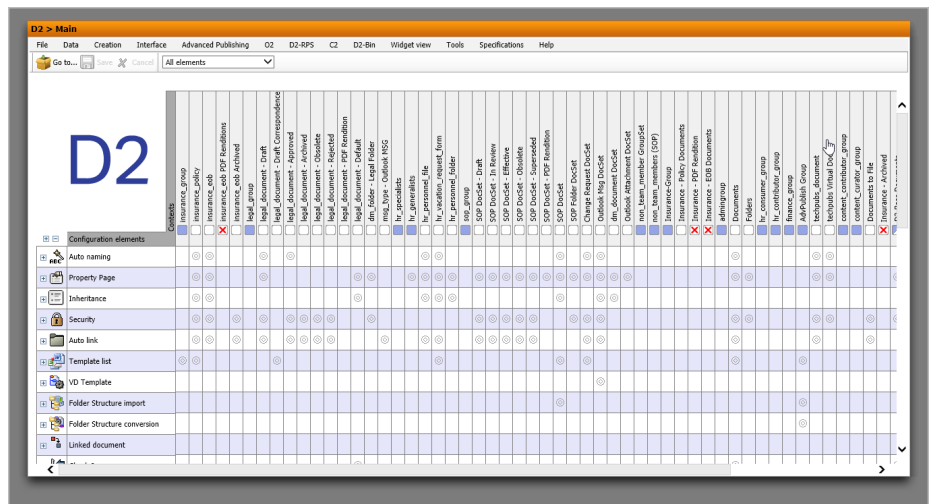 D2 > Main
File Data Creation Interface Advanced Publishing O2 D2-RPS C2 D2-Bin Widget view Tools Specifications Help
Go to... Save Cancel All elements
D2
Contexts
insurance_group
insurance_policy
insurance_eob
insurance_eob PDF Renditions
insurance_eob Archived
legal_group
legal_document - Draft
legal_document - Draft Correspondence
legal_document - Approved
legal_document - Archived
legal_document - Obsolete
legal_document - Rejected
legal_document - PDF Rendition
legal_document - Default
dm_folder - Legal Folder
msg_type - Outlook MSG
hr_specialists
hr_generalists
hr_personnel_file
hr_vacation_request_form
hr_personnel_folder
sop_group
SOP DocSet - Draft
SOP DocSet - In Review
SOP DocSet - Effective
SOP DocSet - Obsolete
SOP DocSet - Superseded
SOP DocSet - PDF Rendition
SOP DocSet
SOP Folder DocSet
Change Request DocSet
Outlook Msg DocSet
dm_document DocSet
Outlook Attachment DocSet
non_team_member GroupSet
non_team_members (SOP)
Insurance-Group
Insurance - Policy Documents
Insurance - PDF Rendition
Insurance - EOB Documents
admingroup
Documents
Folders
hr_consumer_group
hr_contributor_group
finance_group
AdvPublish Group
techpubs_document
techpubs Virtual Doc
content_contributor_group
content_curator_group
Documents to File
Insurance - Archived
Configuration elements
Auto naming
Property Page
Inheritance
Security
Auto link
Template list
VD Template
Folder Structure import
Folder Structure conversion
Linked document